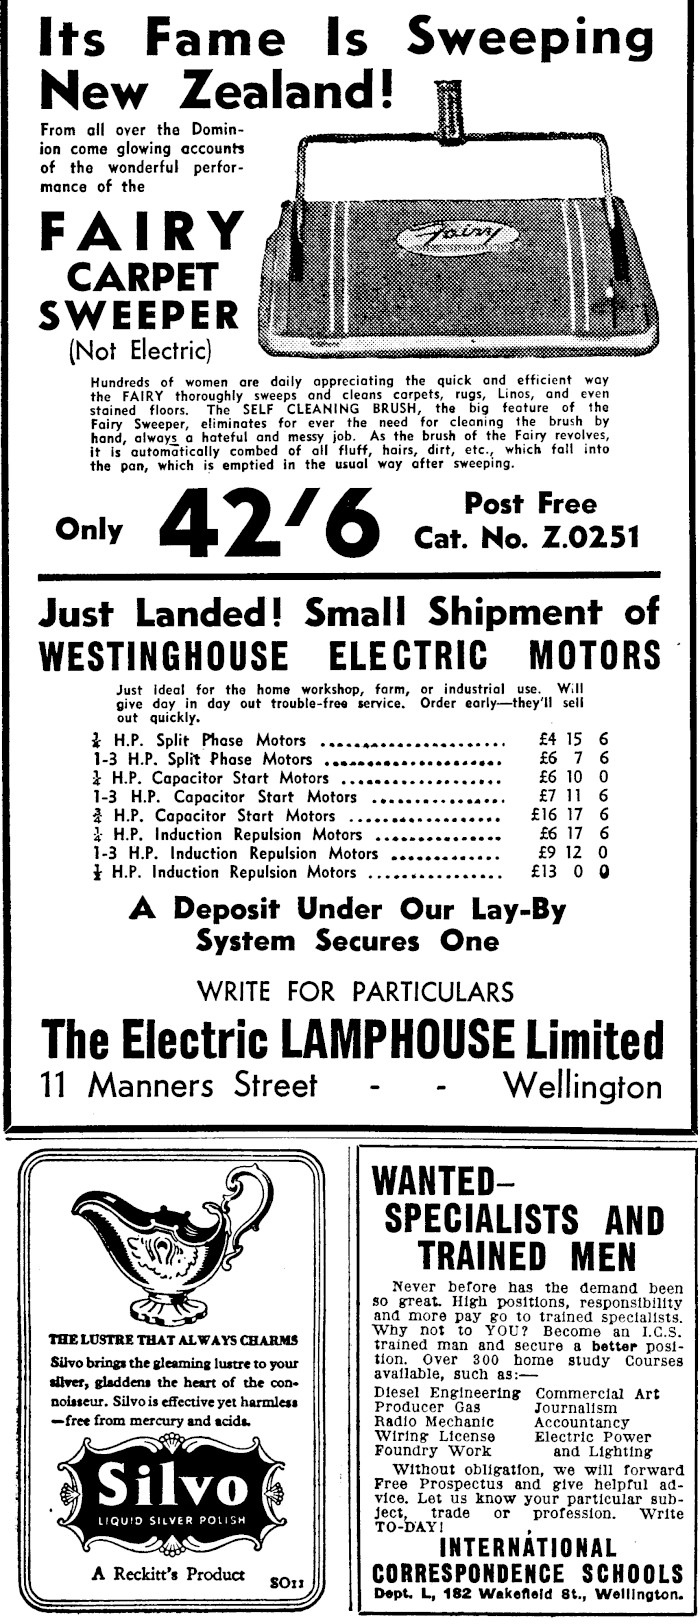 Its Fame Is Sweeping
New Zealand!
From all over the Domin-
ion come glowing accounts
of the wonderful perfor-
mance of the
FAIRY
CARPET
SWEEPER
(Not Electric)
Fairy
Hundreds of women are daily appreciating the quick and efficient way
the FAIRY thoroughly sweeps and cleans carpets, rugs, Linos, and even
stained floors. The SELF CLEANING BRUSH, the big feature of the
Fairy Sweeper, eliminates for ever the need for cleaning the brush by
hand, always a hateful and messy job. As the brush of the Fairy revolves,
it is automatically combed of all fluff, hairs, dirt, etc., which fall into
the pan, which is emptied in the usual way after sweeping.
Only 42/6 Post Free
Cat. No. Z.0251
Just Landed! Small Shipment of
WESTINGHOUSE ELECTRIC MOTORS
Just ideal for the home workshop, farm, or industrial use. Will
give day in day out trouble-free service. Order early—they'll sell
out quickly.
H.P. Split Phase Motors ........................ £4 15 6
1-3 H.P. Split Phase Motors ........................ £6 7 6
H.P. Capacitor Start Motors ..................... £6 10 0
1-3 H.P. Capacitor Start Motors ................. £7 11 6
H.P. Capacitor Start Motors .................... £16 17 6
H.P. Induction Repulsion Motors ................ £6 17 6
1-3 H.P. Induction Repulsion Motors .............. £9 12 0
½ H.P. Induction Repulsion Motors ................. £13 0 0
A Deposit Under Our Lay-By
System Secures One
WRITE FOR PARTICULARS
The Electric LAMPHOUSE Limited
11 Manners Street - - Wellington
THE LUSTRE THAT ALWAYS CHARMS
Silvo brings the gleaming lustre to your
silver, gladdens the heart of the con-
noisseur. Silvo is effective yet harmless
—free from mercury and acids.
Silvo
LIQUID SILVER POLISH
A Reckitt's Product
SO11
WANTED—
SPECIALISTS AND
TRAINED MEN
Never before has the demand been
so great. High positions, responsibility
and more pay go to trained specialists.
Why not to YOU? Become an I.C.S.
trained man and secure a better posi-
tion. Over 300 home study Courses
available, such as:—
Diesel Engineering Commercial Art
Producer Gas Journalism
Radio Mechanic Accountancy
Wiring License Electric Power
Foundry Work and Lighting
Without obligation, we will forward
Free Prospectus and give helpful ad-
vice. Let us know your particular sub-
ject, trade or profession. Write
TO-DAY!
INTERNATIONAL
CORRESPONDENCE SCHOOLS
Dept. L, 182 Wakefield St., Wellington.